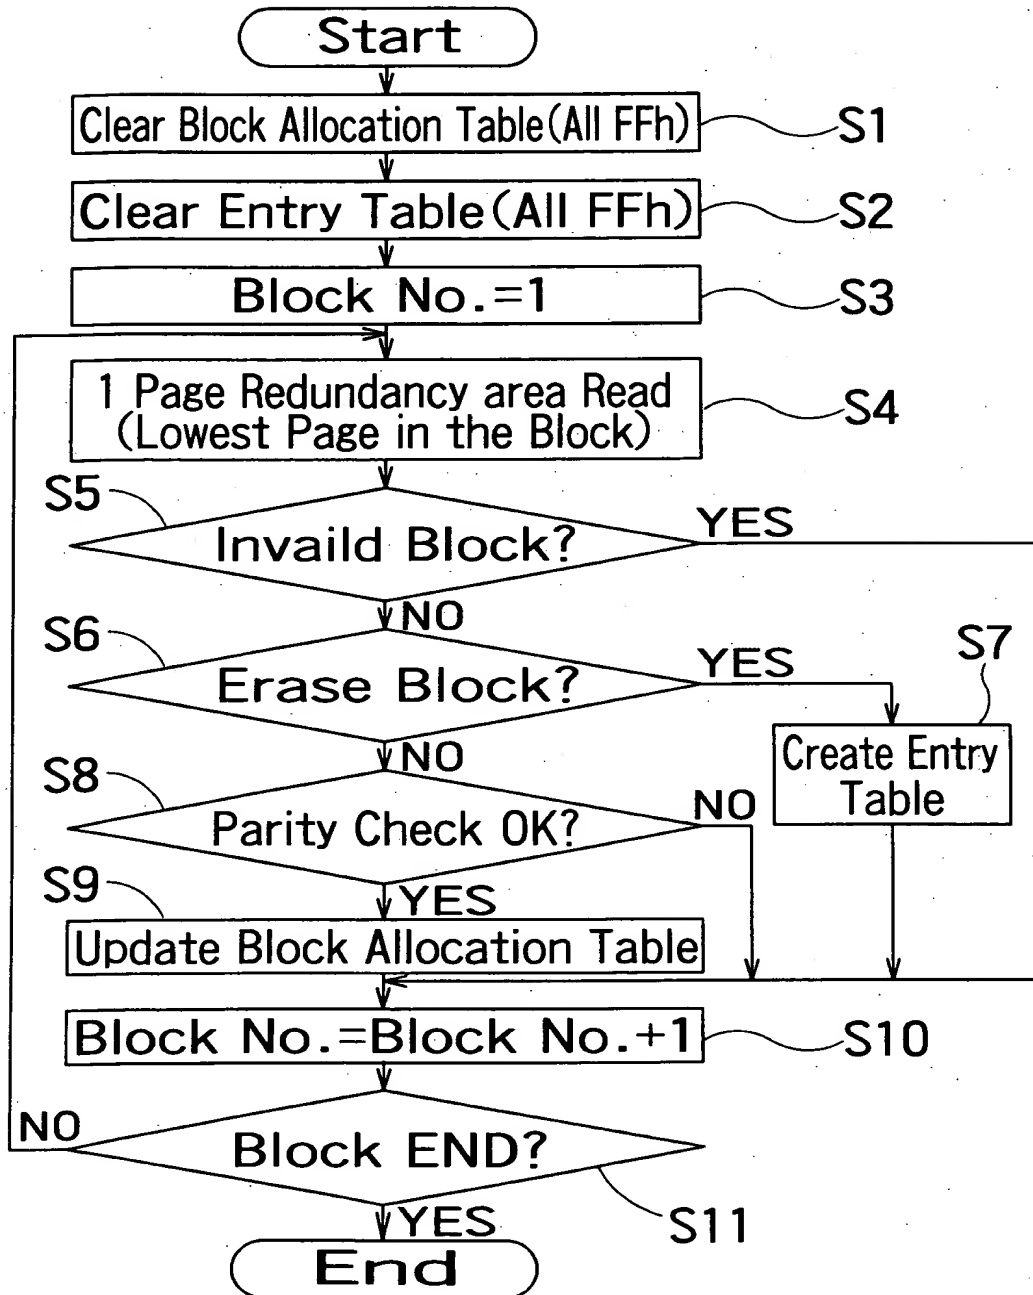 Start
Clear Block Allocation Table(All FFh)
S1
Clear Entry Table(All FFh)
S2
Block No.=1
S3
1 Page Redundancy area Read
(Lowest Page in the Block)
S4
S5
Invaild Block?
YES
NO
S6
Erase Block?
YES
S7
Create Entry
Table
NO
S8
Parity Check OK?
NO
YES
S9
Update Block Allocation Table
Block No.=Block No.+1
S10
NO
Block END?
S11
YES
End